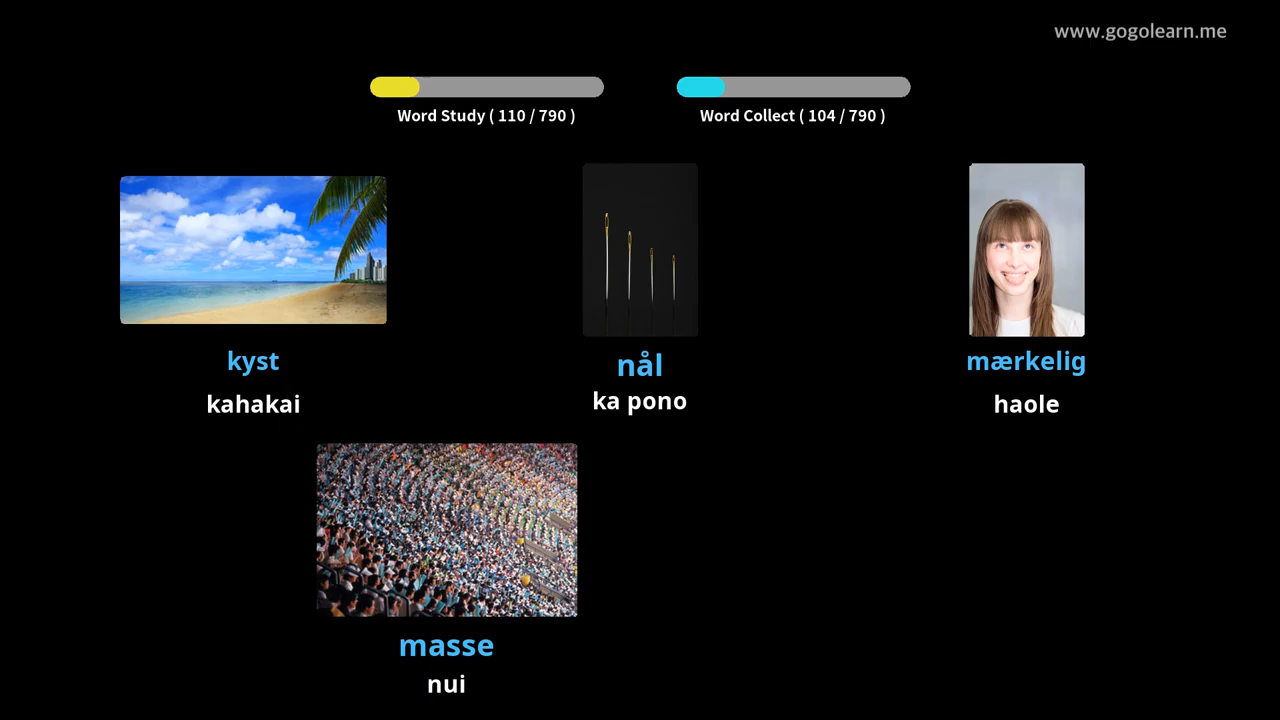 www.gogolearn.me
Word Study ( 110 / 790 )
Word Collect ( 104 / 790 )
kyst
kahakai
nål
ka pono
mærkelig
haole
masse
nui